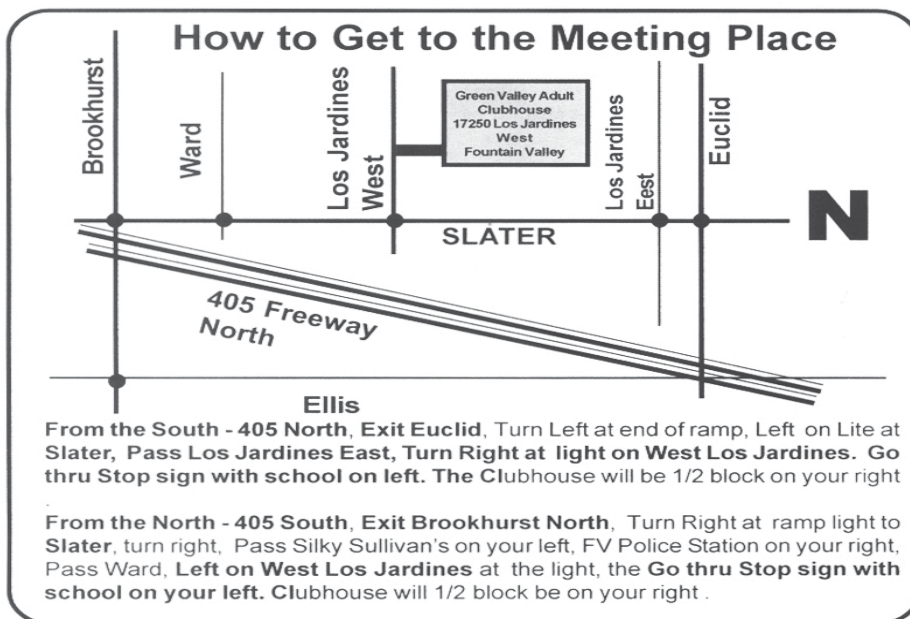 How to Get to the Meeting Place
Brookhurst
Ward
Los Jardines
West
Green Valley Adult
Clubhouse
17250 Los Jardines
West
Fountain Valley
Los Jardines
Eest
Euclid
N
SLATER
405 Freeway
North
Ellis
From the South - 405 North, Exit Euclid, Turn Left at end of ramp, Left on Lite at
Slater, Pass Los Jardines East, Turn Right at light on West Los Jardines. Go
thru Stop sign with school on left. The Clubhouse will be 1/2 block on your right
.
From the North - 405 South, Exit Brookhurst North, Turn Right at ramp light to
Slater, turn right, Pass Silky Sullivan's on your left, FV Police Station on your right,
Pass Ward, Left on West Los Jardines at the light, the Go thru Stop sign with
school on your left. Clubhouse will 1/2 block be on your right .